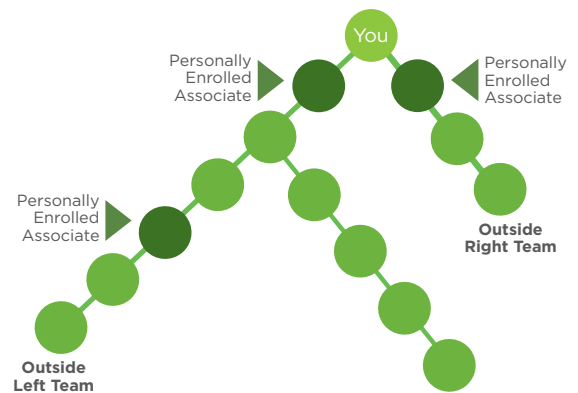 You
Personally
Enrolled
Associate
Personally
Enrolled
Associate
Personally
Enrolled
Associate
Outside
Right Team
Outside
Left Team